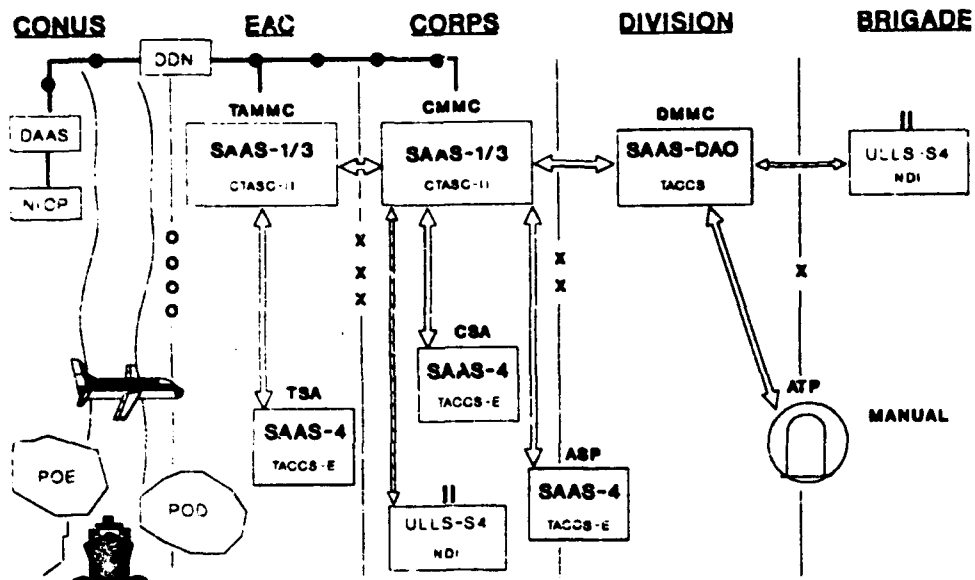 CONUS EAC CORPS DIVISION BRIGADE
DDN
TAMMC CMMC DMMC
DAAS
SAAS-1/3 SAAS-1/3 SAAS-DAO ULLS-S4
CTASC-II CTASC-II TACCS NDI
NICP
X
X X X
X X
CSA
SAAS-4
TACCS-E
TSA ATP
SAAS-4 MANUAL
TACCS-E
POE ASP
POD SAAS-4
ULLS-S4 TACCS-E
NDI